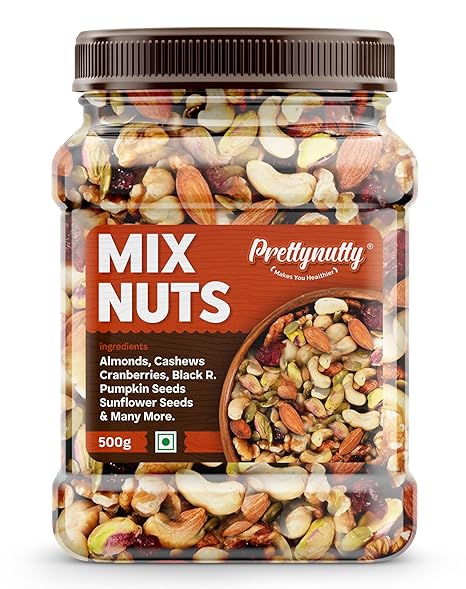 MIX
NUTS
Prettynutty®
Makes You Healthier
ingredients
Almonds, Cashews
Cranberries, Black R.
Pumpkin Seeds
Sunflower Seeds
& Many More.
500g